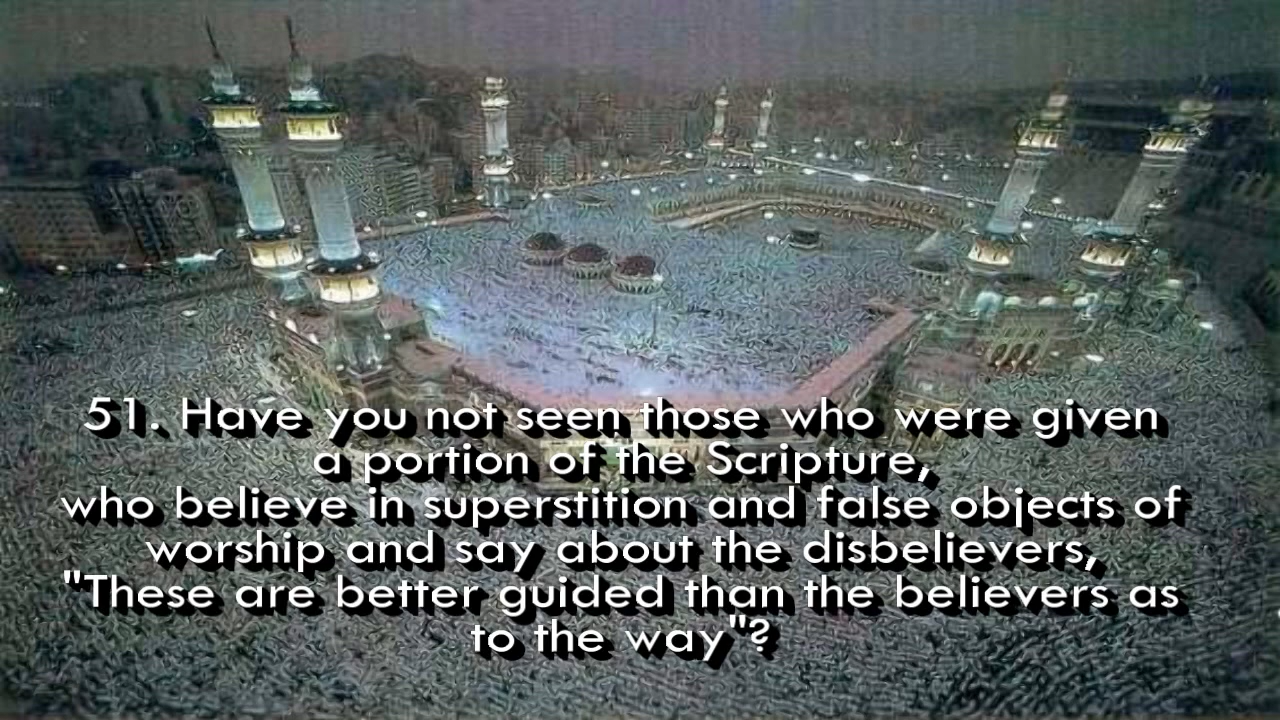 51. Have you not seen those who were given
a portion of the Scripture,
who believe in superstition and false objects of
worship and say about the disbelievers,
"These are better guided than the believers as
to the way"?